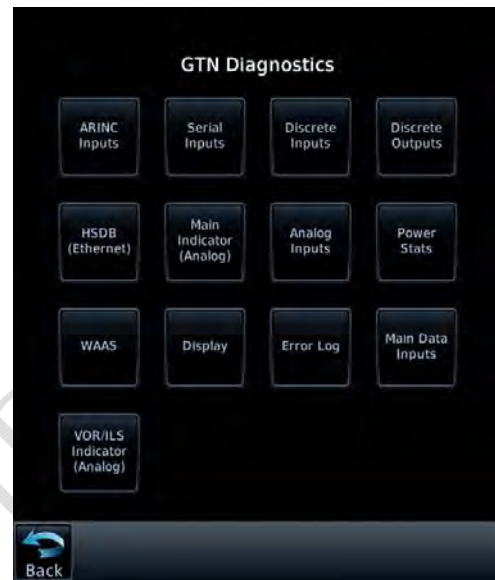 GTN Diagnostics
ARINC
Inputs
Serial
Inputs
Discrete
Inputs
Discrete
Outputs
HSDB
(Ethernet)
Main
Indicator
(Analog)
Analog
Inputs
Power
Stats
WAAS
Display
Error Log
Main Data
Inputs
VOR/ILS
Indicator
(Analog)
Back